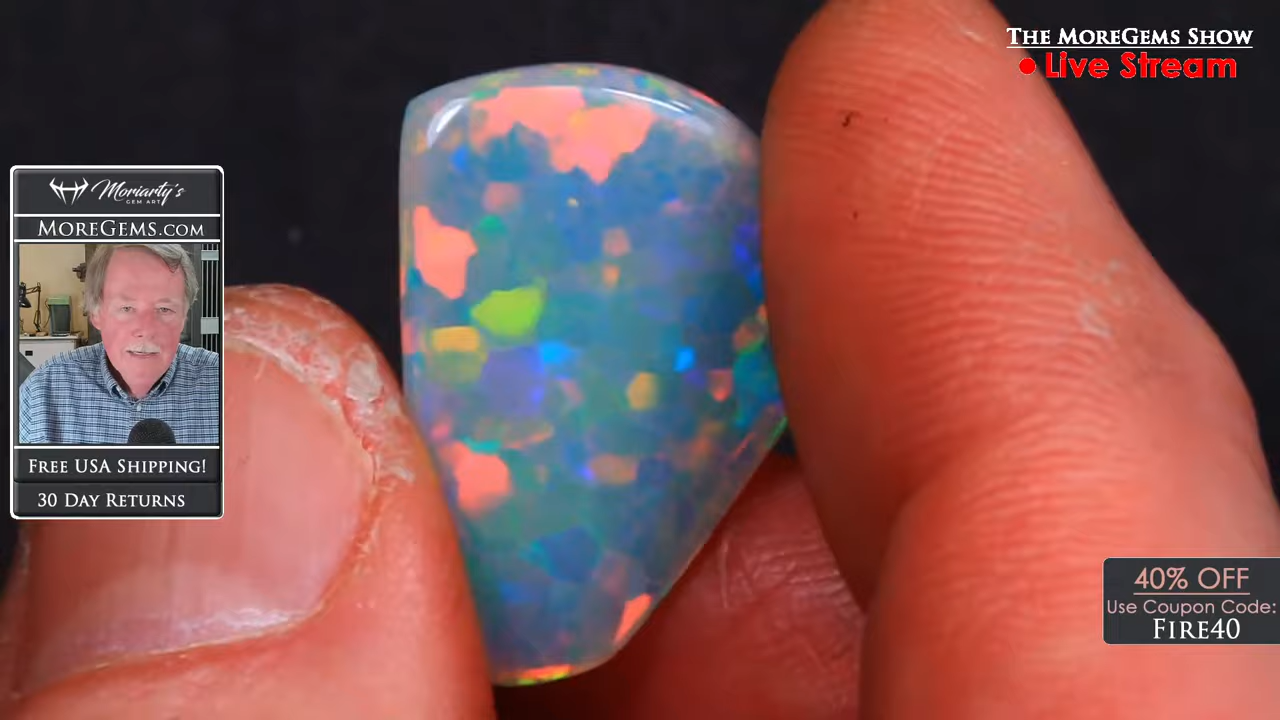 The MoreGems Show
Live Stream
Moriarty's
GEM ART
MoreGems.com
Free USA Shipping!
30 Day Returns
40% OFF
Use Coupon Code:
Fire40